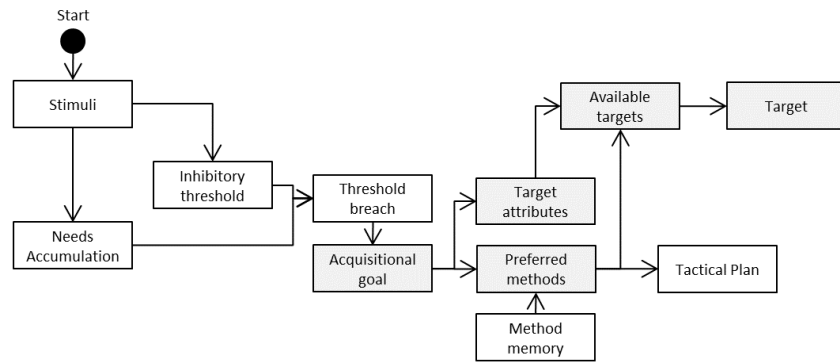 Start
Stimuli
Inhibitory
threshold
Needs
Accumulation
Threshold
breach
Acquisitional
goal
Target
attributes
Preferred
methods
Method
memory
Available
targets
Target
Tactical Plan